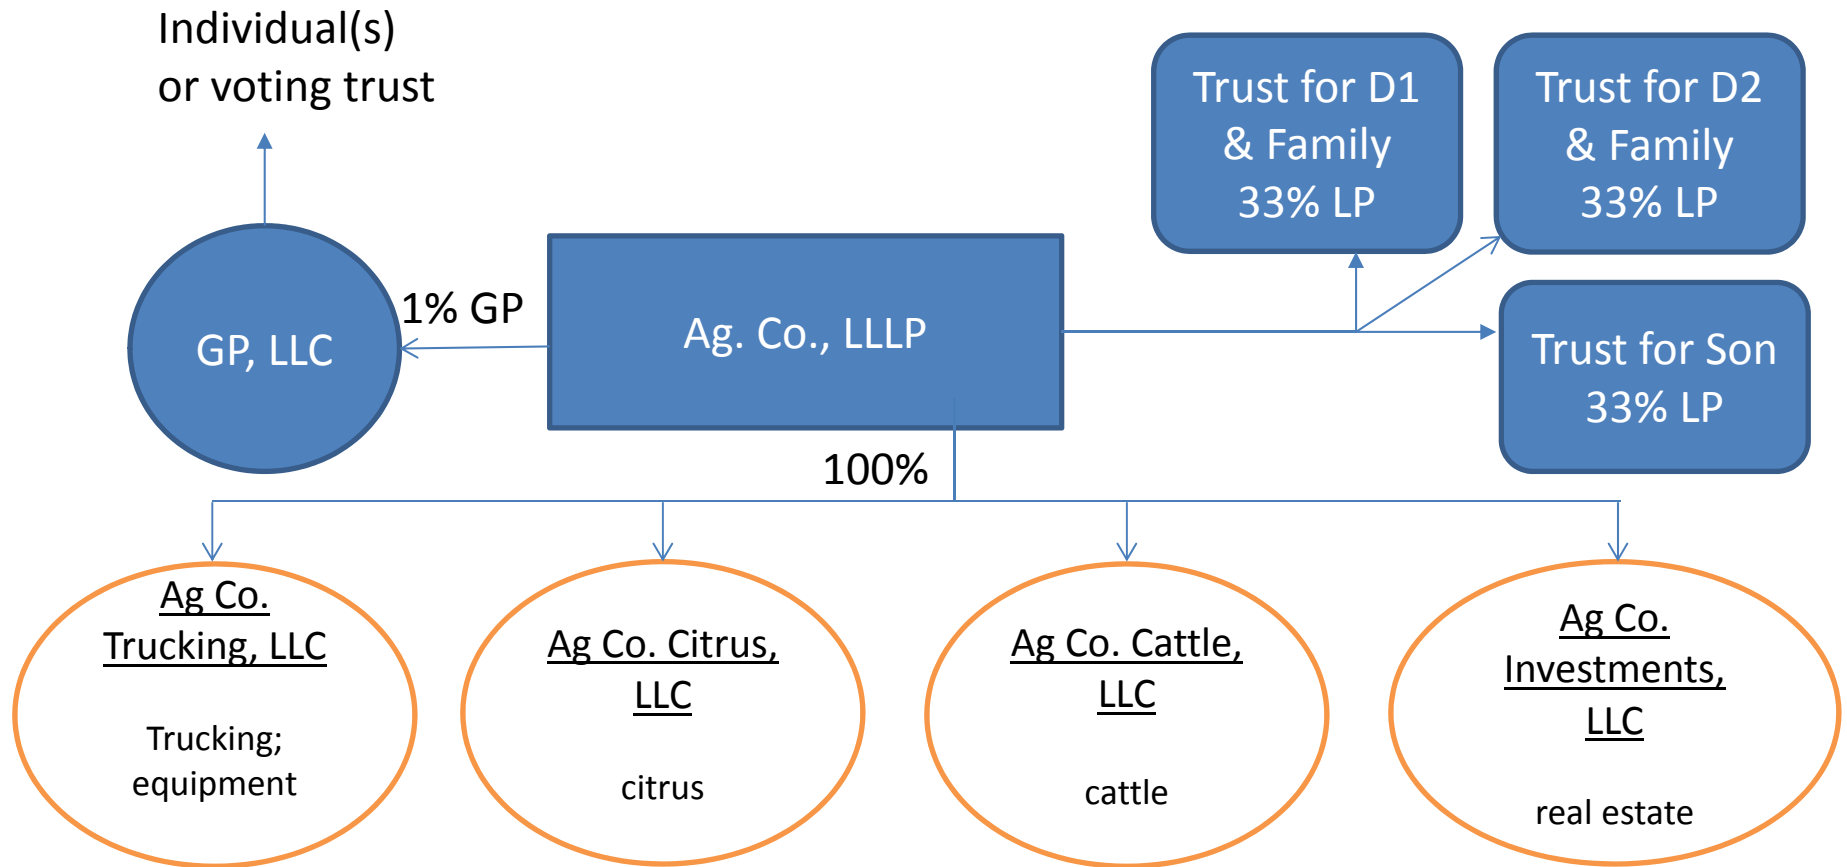 Individual(s)
or voting trust
Trust for D1
& Family
33% LP
Trust for D2
& Family
33% LP
GP, LLC
1% GP
Ag. Co., LLLP
Trust for Son
33% LP
100%
Ag Co.
Trucking, LLC
Trucking;
equipment
Ag Co. Citrus,
LLC
citrus
Ag Co. Cattle,
LLC
cattle
Ag Co.
Investments,
LLC
real estate